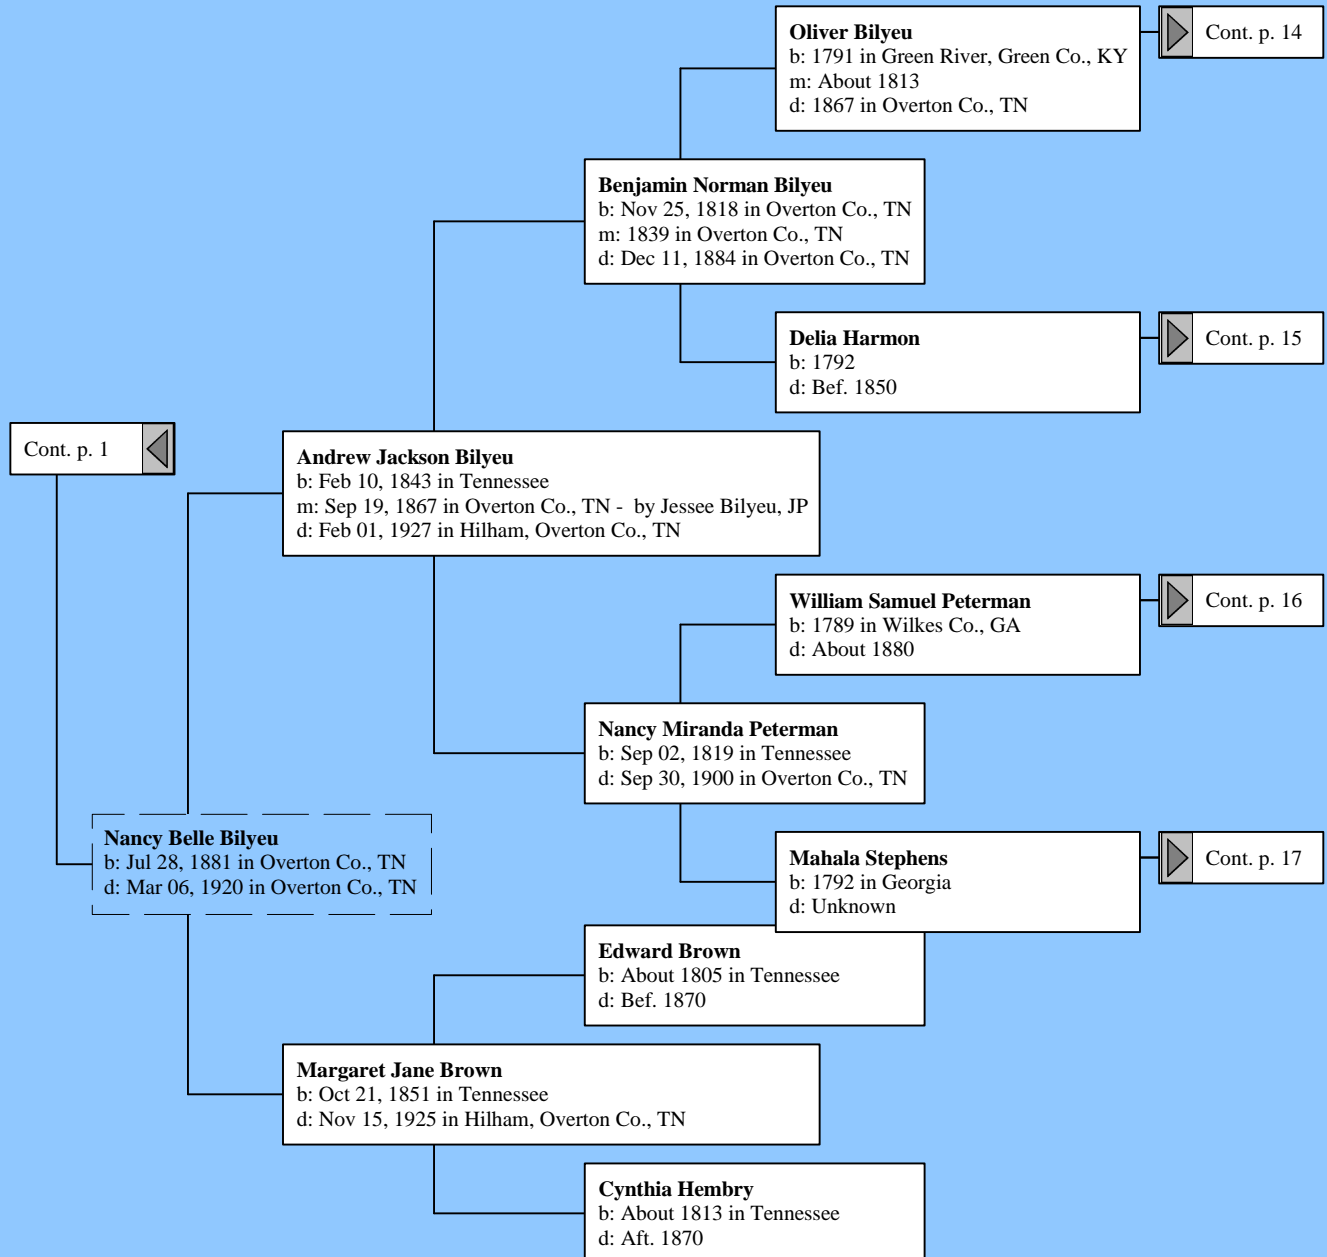 Oliver Bilyeu
b: 1791 in Green River, Green Co., KY
m: About 1813
d: 1867 in Overton Co., TN
Cont. p. 14
Benjamin Norman Bilyeu
b: Nov 25, 1818 in Overton Co., TN
m: 1839 in Overton Co., TN
d: Dec 11, 1884 in Overton Co., TN
Delia Harmon
b: 1792
d: Bef. 1850
Cont. p. 15
Cont. p. 1
Andrew Jackson Bilyeu
b: Feb 10, 1843 in Tennessee
m: Sep 19, 1867 in Overton Co., TN - by Jessee Bilyeu, JP
d: Feb 01, 1927 in Hilham, Overton Co., TN
William Samuel Peterman
b: 1789 in Wilkes Co., GA
d: About 1880
Cont. p. 16
Nancy Miranda Peterman
b: Sep 02, 1819 in Tennessee
d: Sep 30, 1900 in Overton Co., TN
Nancy Belle Bilyeu
b: Jul 28, 1881 in Overton Co., TN
d: Mar 06, 1920 in Overton Co., TN
Mahala Stephens
b: 1792 in Georgia
d: Unknown
Cont. p. 17
Edward Brown
b: About 1805 in Tennessee
d: Bef. 1870
Margaret Jane Brown
b: Oct 21, 1851 in Tennessee
d: Nov 15, 1925 in Hilham, Overton Co., TN
Cynthia Hembry
b: About 1813 in Tennessee
d: Aft. 1870